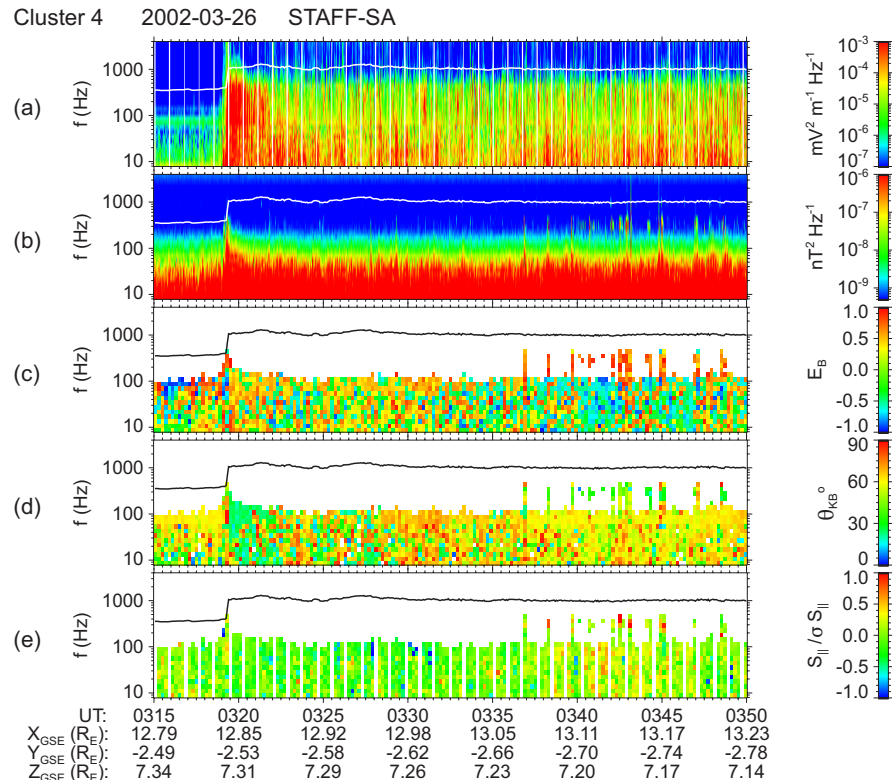 Cluster 4 2002-03-26 STAFF-SA
(a) f (Hz) 1000 100 10
10⁻³ 10⁻⁴ 10⁻⁵ 10⁻⁶ 10⁻⁷ mV² m⁻¹ Hz⁻¹
(b) f (Hz) 1000 100 10
10⁻⁶ 10⁻⁷ 10⁻⁸ 10⁻⁹ nT² Hz⁻¹
(c) f (Hz) 1000 100 10
1.0 0.5 0.0 -0.5 -1.0 E_B
(d) f (Hz) 1000 100 10
90 60 30 0 θ_KB°
(e) f (Hz) 1000 100 10
1.0 0.5 0.0 -0.5 -1.0 S_||/σ S_||
UT: 0315 0320 0325 0330 0335 0340 0345 0350
X_GSE (R_E): 12.79 12.85 12.92 12.98 13.05 13.11 13.17 13.23
Y_GSE (R_E): -2.49 -2.53 -2.58 -2.62 -2.66 -2.70 -2.74 -2.78
Z_GSE (R_E): 7.34 7.31 7.29 7.26 7.23 7.20 7.17 7.14